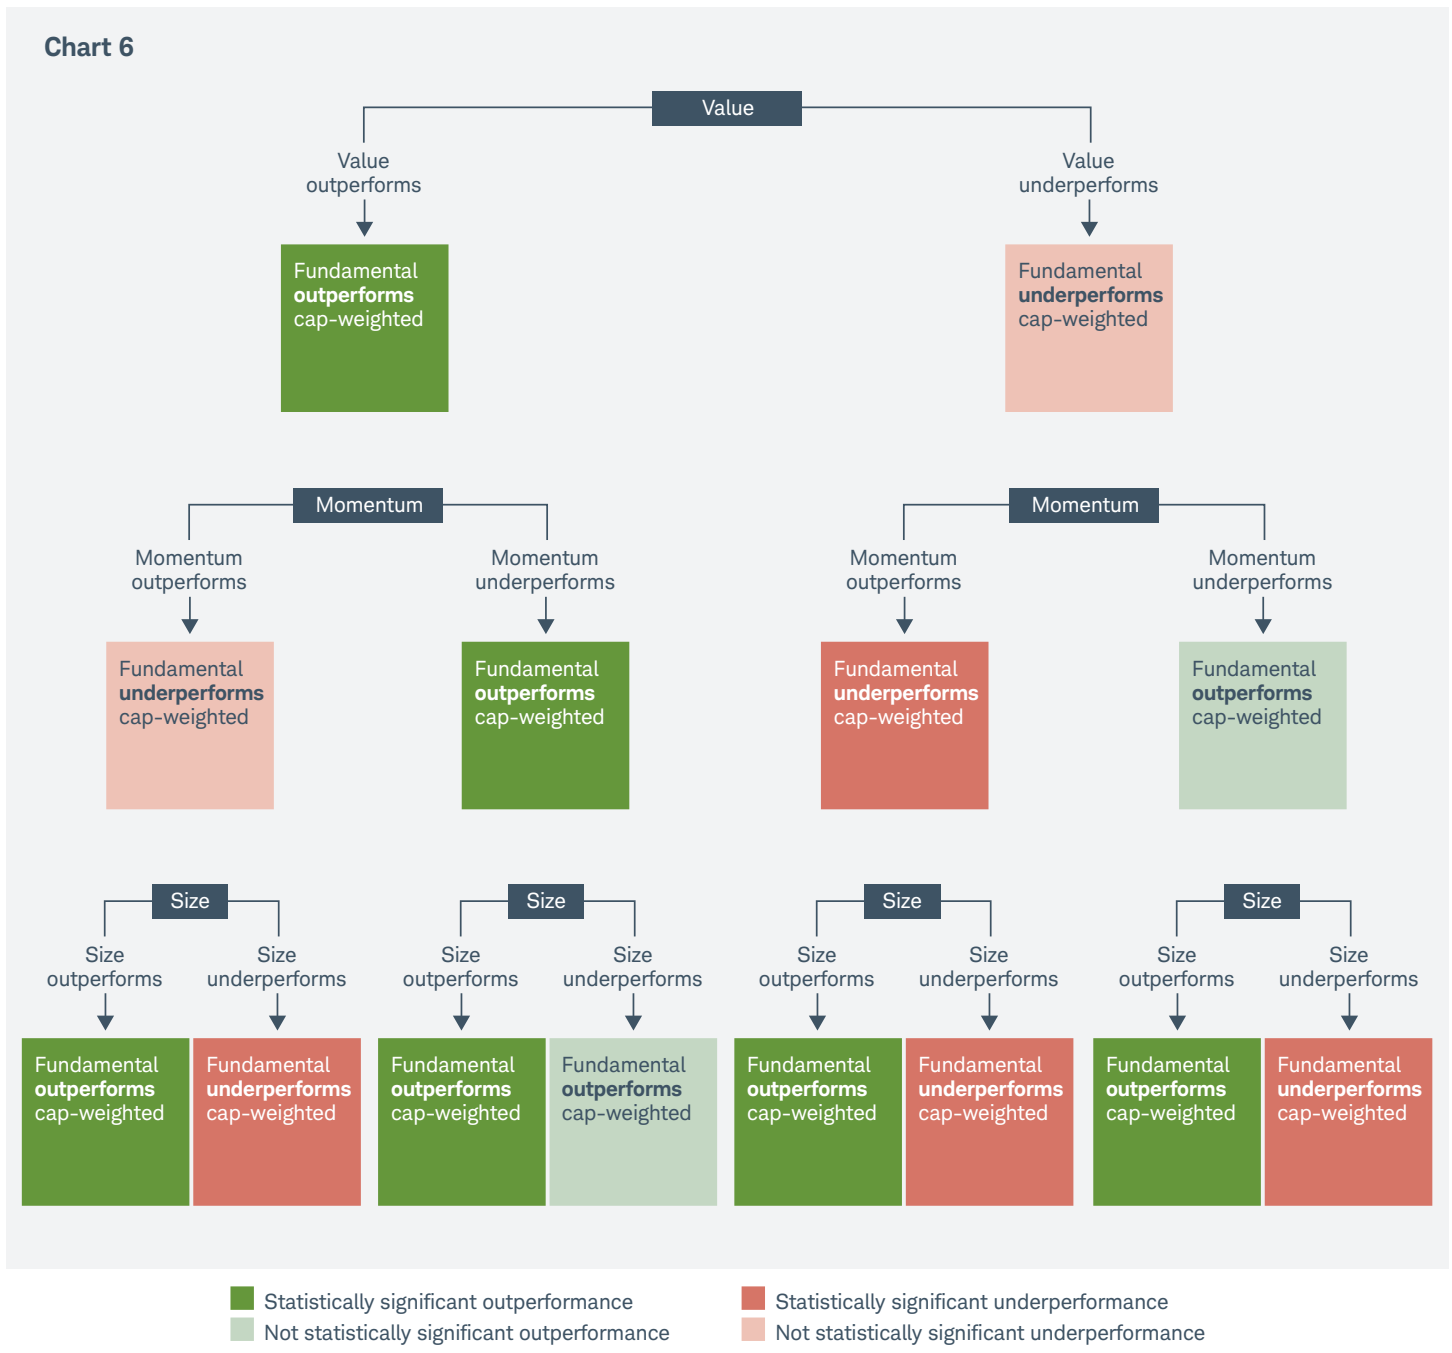 Chart 6
Value
Value
outperforms
Value
underperforms
Fundamental
outperforms
cap-weighted
Fundamental
underperforms
cap-weighted
Momentum
Momentum
outperforms
Momentum
underperforms
Momentum
Momentum
outperforms
Momentum
underperforms
Fundamental
underperforms
cap-weighted
Fundamental
outperforms
cap-weighted
Fundamental
underperforms
cap-weighted
Fundamental
outperforms
cap-weighted
Size
Size
outperforms
Size
underperforms
Size
Size
outperforms
Size
underperforms
Size
Size
outperforms
Size
underperforms
Size
Size
outperforms
Size
underperforms
Fundamental
outperforms
cap-weighted
Fundamental
underperforms
cap-weighted
Fundamental
outperforms
cap-weighted
Fundamental
outperforms
cap-weighted
Fundamental
outperforms
cap-weighted
Fundamental
underperforms
cap-weighted
Fundamental
outperforms
cap-weighted
Fundamental
underperforms
cap-weighted
Statistically significant outperformance
Not statistically significant outperformance
Statistically significant underperformance
Not statistically significant underperformance